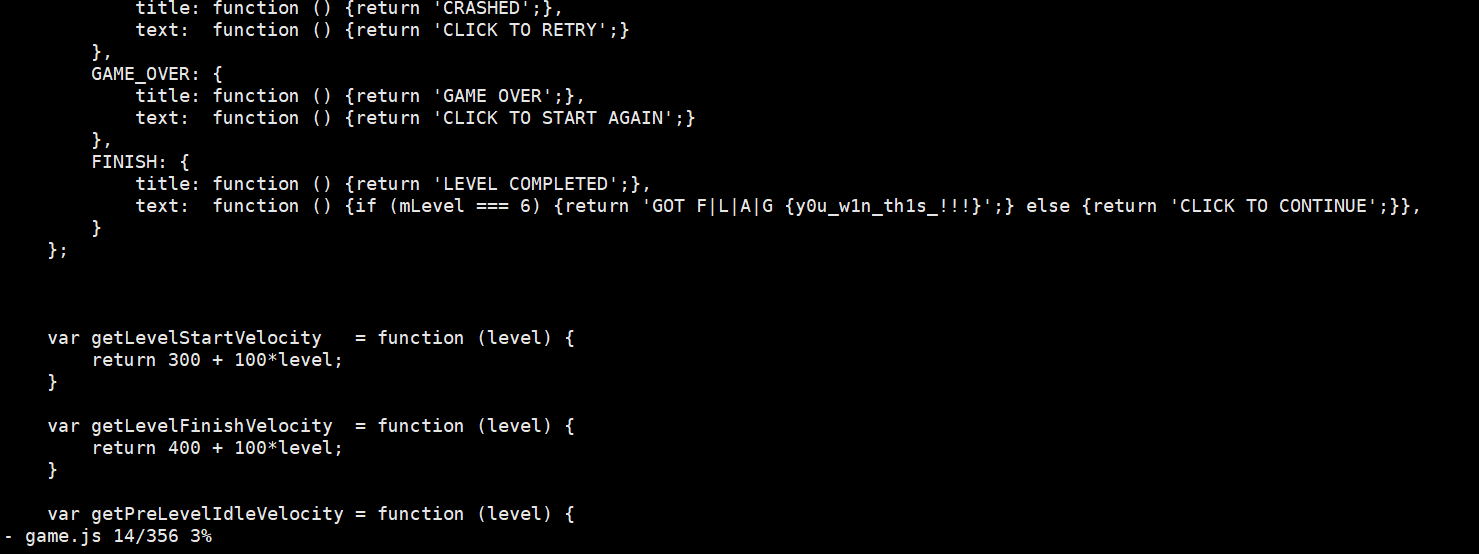 title: function () {return 'CRASHED';},
            text:  function () {return 'CLICK TO RETRY';}
        },
        GAME_OVER: {
            title: function () {return 'GAME OVER';},
            text:  function () {return 'CLICK TO START AGAIN';}
        },
        FINISH: {
            title: function () {return 'LEVEL COMPLETED';},
            text:  function () {if (mLevel === 6) {return 'GOT F|L|A|G {y0u_w1n_th1s_!!!}';} else {return 'CLICK TO CONTINUE';}},
        }
    };

    var getLevelStartVelocity   = function (level) {
        return 300 + 100*level;
    }

    var getLevelFinishVelocity  = function (level) {
        return 400 + 100*level;
    }

    var getPreLevelIdleVelocity = function (level) {
- game.js 14/356 3%